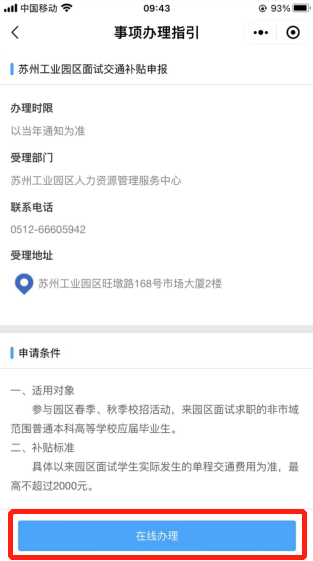 中国移动 09:43 93%
事项办理指引
苏州工业园区面试交通补贴申报
办理时限
以当年通知为准
受理部门
苏州工业园区人力资源管理服务中心
联系电话
0512-66605942
受理地址
苏州工业园区旺墩路168号市场大厦2楼
申请条件
一、适用对象
参与园区春季、秋季校招活动，来园区面试求职的非市域
范围普通本科高等学校应届毕业生。
二、补贴标准
具体以来园区面试学生实际发生的单程交通费用为准，最
高不超过2000元。
在线办理